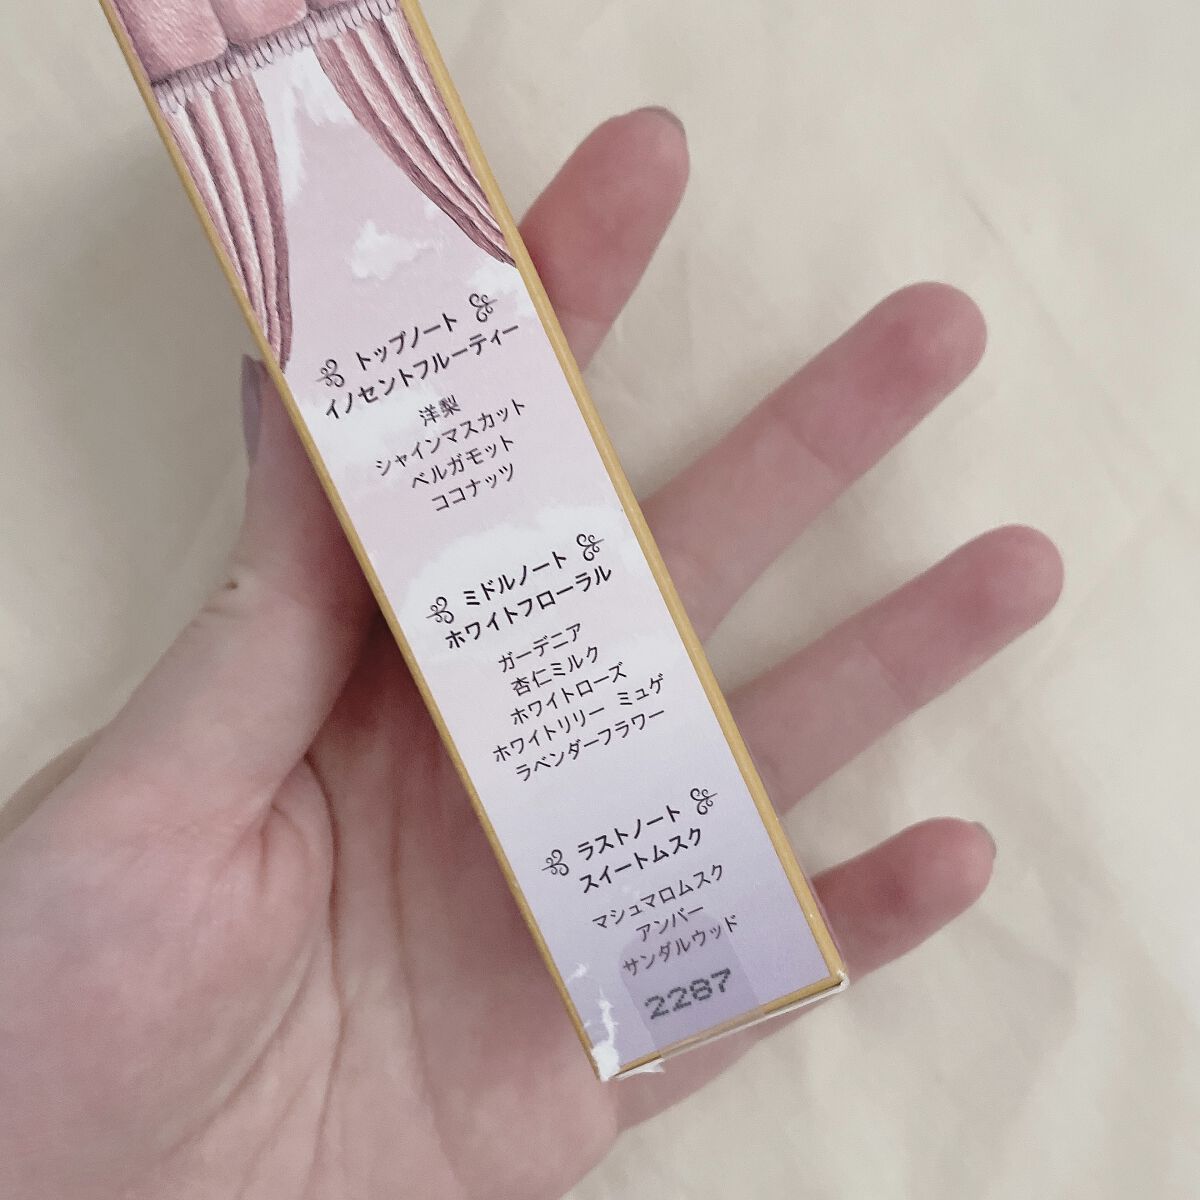 トップノート
イノセントフルーティー
洋梨
シャインマスカット
ベルガモット
ココナッツ
ミドルノート
ホワイトフローラル
ガーデニア
杏仁ミルク
ホワイトローズ
ホワイトリリー ミュゲ
ラベンダーフラワー
ラストノート
スイートムスク
マシュマロムスク
アンバー
サンダルウッド
2287